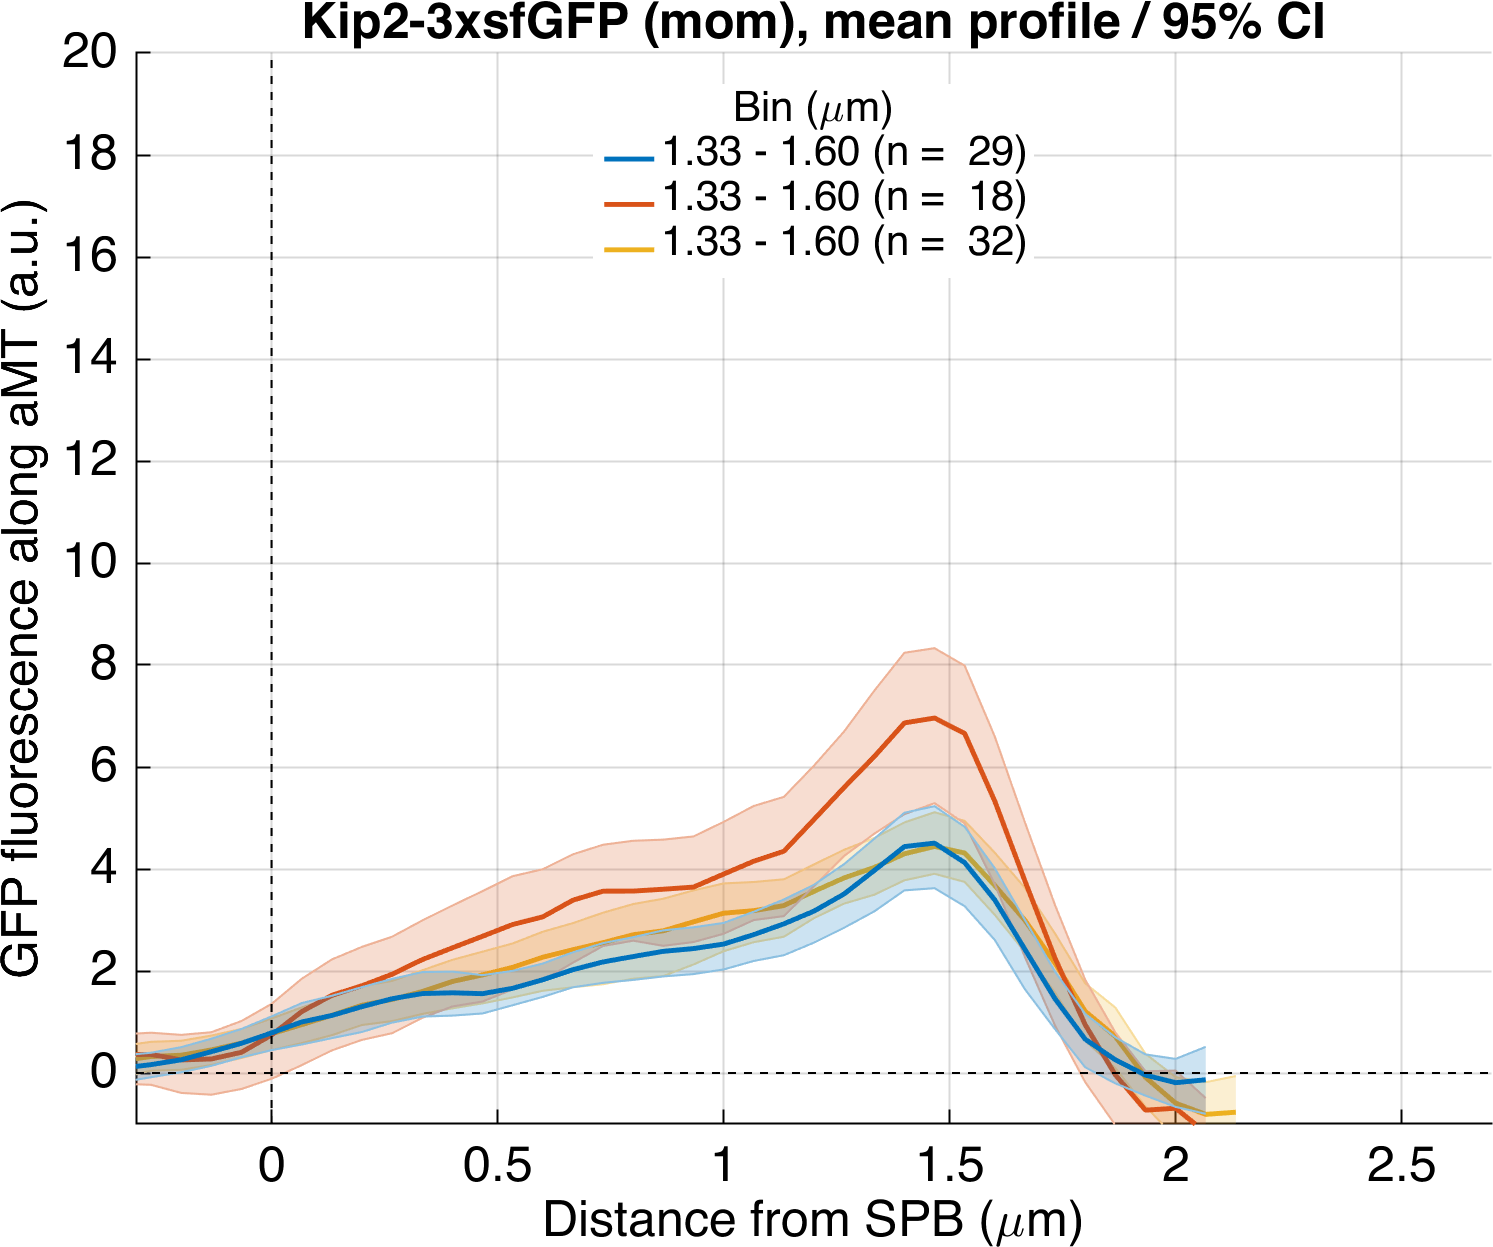 Kip2-3xsfGFP (mom), mean profile / 95% CI
GFP fluorescence along aMT (a.u.)
20
18
16
14
12
10
8
6
4
2
0
Bin (μm)
1.33 - 1.60 (n =  29)
1.33 - 1.60 (n =  18)
1.33 - 1.60 (n =  32)
0 0.5 1 1.5 2 2.5
Distance from SPB (μm)